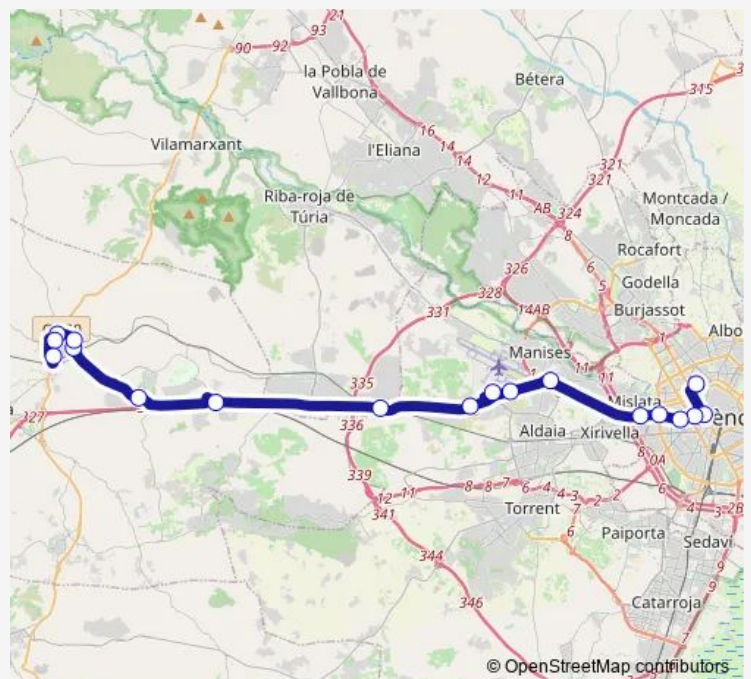 21
93
90
92
315
la Pobla de
Vallbona
Bétera
16
14
14
12
11
321
321
Vilamarxant
l'Eliana
AB
324
8
Riba-roja de
Túria
Montcada /
Moncada
Rocafort
6
5
Godella
326
328
14AB
Burjassot
331
11
11
1
Albo
Manises
1
335
Mislata
327
336
Aldaia
Xirivella
8
0A
6
339
12
11
8
8
7
6
4
4
3
2
2
4
3
2B
341
Torrent
7
6
Paiporta
Sedaví
344
9
9
346
Catarroja
7
© OpenStreetMap contributors